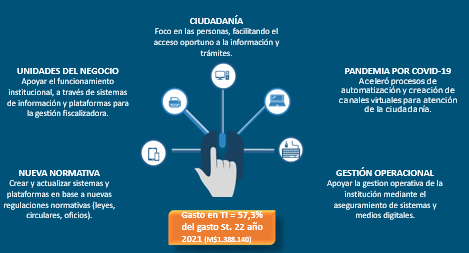 CIUDADANÍA
Foco en las personas, facilitando el
acceso oportuno a la información y
trámites.
UNIDADES DEL NEGOCIO
Apoyar el funcionamiento
institucional, a través de sistemas
de información y plataformas para
la gestión fiscalizadora.
PANDEMIA POR COVID-19
Aceleró procesos de
automatización y creación de
canales virtuales para atención
de la ciudadanía.
NUEVA NORMATIVA
Crear y actualizar sistemas y
plataformas en base a nuevas
regulaciones normativas (leyes,
circulares, oficios).
GESTIÓN OPERACIONAL
Apoyar la gestion operativa de la
institución mediante el
aseguramiento de sistemas y
medios digitales.
Gasto en TI = 57,3%
del gasto St. 22 año
2021 (M$1.388.140)